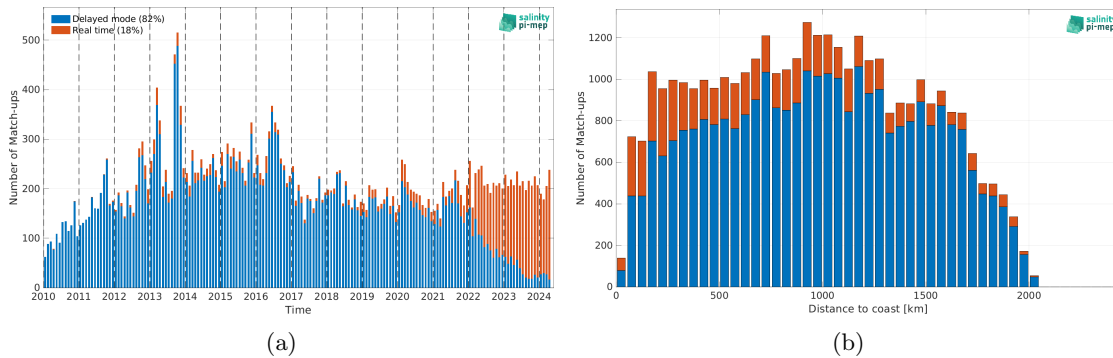 Delayed mode (82%)
Real time (18%)
salinity
pi-mep
Number of Match-ups
500
400
300
200
100
0
2010 2011 2012 2013 2014 2015 2016 2017 2018 2019 2020 2021 2022 2023 2024
Time
(a)
salinity
pi-mep
Number of Match-ups
1200
1000
800
600
400
200
0
0 500 1000 1500 2000
Distance to coast [km]
(b)